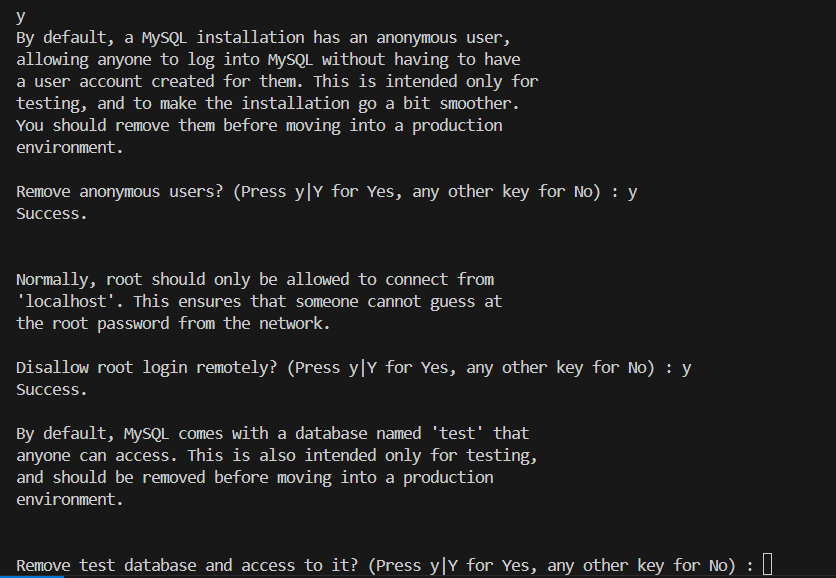 y
By default, a MySQL installation has an anonymous user,
allowing anyone to log into MySQL without having to have
a user account created for them. This is intended only for
testing, and to make the installation go a bit smoother.
You should remove them before moving into a production
environment.
Remove anonymous users? (Press y|Y for Yes, any other key for No) : y
Success.
Normally, root should only be allowed to connect from
'localhost'. This ensures that someone cannot guess at
the root password from the network.
Disallow root login remotely? (Press y|Y for Yes, any other key for No) : y
Success.
By default, MySQL comes with a database named 'test' that
anyone can access. This is also intended only for testing,
and should be removed before moving into a production
environment.
Remove test database and access to it? (Press y|Y for Yes, any other key for No) :